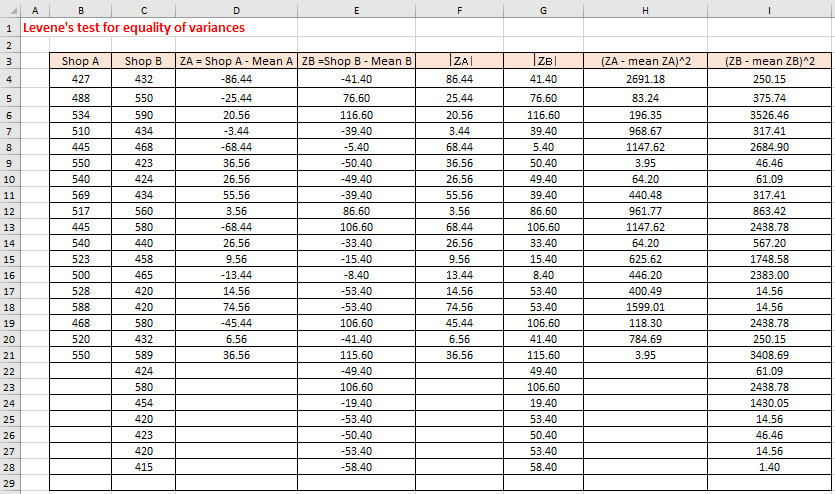 A B C D E F G H I
1 Levene's test for equality of variances
2
3 Shop A Shop B ZA = Shop A - Mean A ZB =Shop B - Mean B |ZA| |ZB| (ZA - mean ZA)^2 (ZB - mean ZB)^2
4 427 432 -86.44 -41.40 86.44 41.40 2691.18 250.15
5 488 550 -25.44 76.60 25.44 76.60 83.24 375.74
6 534 590 20.56 116.60 20.56 116.60 196.35 3526.46
7 510 434 -3.44 -39.40 3.44 39.40 968.67 317.41
8 445 468 -68.44 -5.40 68.44 5.40 1147.62 2684.90
9 550 423 36.56 -50.40 36.56 50.40 3.95 46.46
10 540 424 26.56 -49.40 26.56 49.40 64.20 61.09
11 569 434 55.56 -39.40 55.56 39.40 440.48 317.41
12 517 560 3.56 86.60 3.56 86.60 961.77 863.42
13 445 580 -68.44 106.60 68.44 106.60 1147.62 2438.78
14 540 440 26.56 -33.40 26.56 33.40 64.20 567.20
15 523 458 9.56 -15.40 9.56 15.40 625.62 1748.58
16 500 465 -13.44 -8.40 13.44 8.40 446.20 2383.00
17 528 420 14.56 -53.40 14.56 53.40 400.49 14.56
18 588 420 74.56 -53.40 74.56 53.40 1599.01 14.56
19 468 580 -45.44 106.60 45.44 106.60 118.30 2438.78
20 520 432 6.56 -41.40 6.56 41.40 784.69 250.15
21 550 589 36.56 115.60 36.56 115.60 3.95 3408.69
22 424 -49.40 49.40 61.09
23 580 106.60 106.60 2438.78
24 454 -19.40 19.40 1430.05
25 420 -53.40 53.40 14.56
26 423 -50.40 50.40 46.46
27 420 -53.40 53.40 14.56
28 415 -58.40 58.40 1.40
29